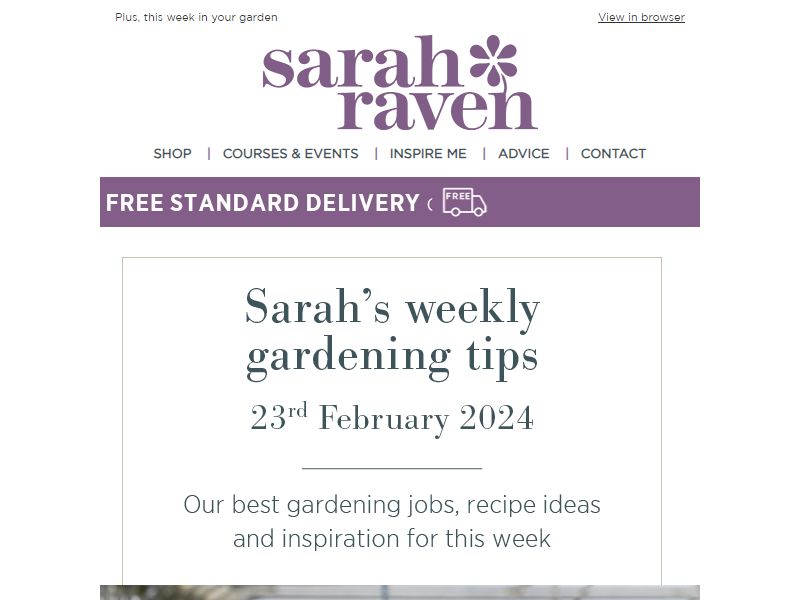 Plus, this week in your garden
View in browser
sarah
raven
SHOP | COURSES & EVENTS | INSPIRE ME | ADVICE | CONTACT
FREE STANDARD DELIVERY (
FREE
Sarah’s weekly
gardening tips
23rd February 2024
Our best gardening jobs, recipe ideas
and inspiration for this week